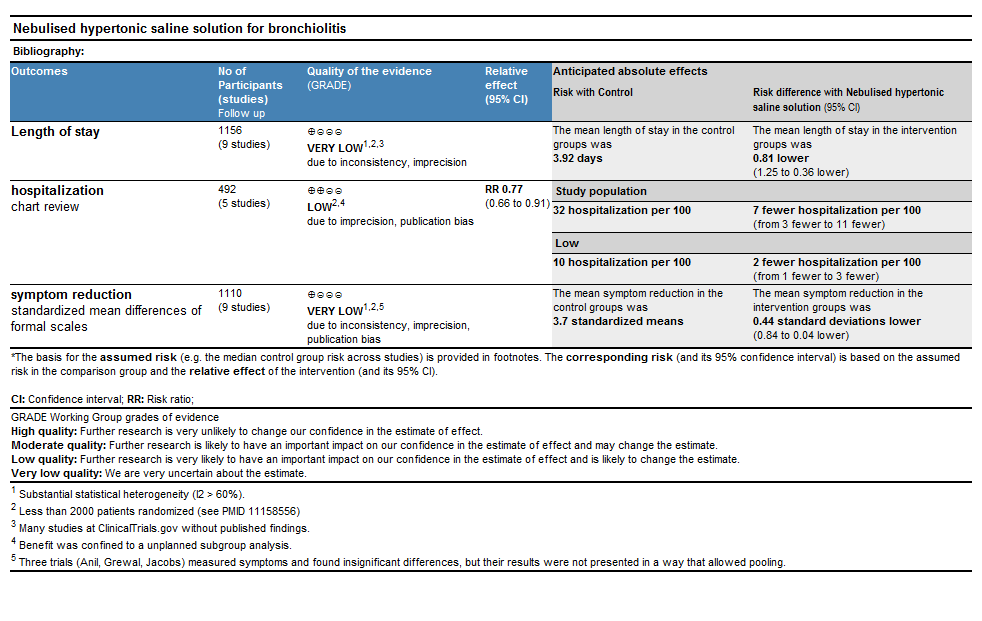 Nebulised hypertonic saline solution for bronchiolitis
Bibliography:
Outcomes
No of
Participants
(studies)
Follow up
Quality of the evidence
(GRADE)
Relative
effect
(95% CI)
Anticipated absolute effects
Risk with Control
Risk difference with Nebulised hypertonic
saline solution (95% CI)
Length of stay
1156
(9 studies)
⊕⊖⊖⊖
VERY LOW1,2,3
due to inconsistency, imprecision
The mean length of stay in the control
groups was
3.92 days
The mean length of stay in the intervention
groups was
0.81 lower
(1.25 to 0.36 lower)
hospitalization
chart review
492
(5 studies)
⊕⊕⊖⊖
LOW2,4
due to imprecision, publication bias
RR 0.77
(0.66 to 0.91)
Study population
32 hospitalization per 100
7 fewer hospitalization per 100
(from 3 fewer to 11 fewer)
Low
10 hospitalization per 100
2 fewer hospitalization per 100
(from 1 fewer to 3 fewer)
symptom reduction
standardized mean differences of
formal scales
1110
(9 studies)
⊕⊖⊖⊖
VERY LOW1,2,5
due to inconsistency, imprecision,
publication bias
The mean symptom reduction in the
control groups was
3.7 standardized means
The mean symptom reduction in the
intervention groups was
0.44 standard deviations lower
(0.84 to 0.04 lower)
*The basis for the assumed risk (e.g. the median control group risk across studies) is provided in footnotes. The corresponding risk (and its 95% confidence interval) is based on the assumed
risk in the comparison group and the relative effect of the intervention (and its 95% CI).
CI: Confidence interval; RR: Risk ratio;
GRADE Working Group grades of evidence
High quality: Further research is very unlikely to change our confidence in the estimate of effect.
Moderate quality: Further research is likely to have an important impact on our confidence in the estimate of effect and may change the estimate.
Low quality: Further research is very likely to have an important impact on our confidence in the estimate of effect and is likely to change the estimate.
Very low quality: We are very uncertain about the estimate.
1 Substantial statistical heterogeneity (I2 > 60%).
2 Less than 2000 patients randomized (see PMID 11158556)
3 Many studies at ClinicalTrials.gov without published findings.
4 Benefit was confined to a unplanned subgroup analysis.
5 Three trials (Anil, Grewal, Jacobs) measured symptoms and found insignificant differences, but their results were not presented in a way that allowed pooling.